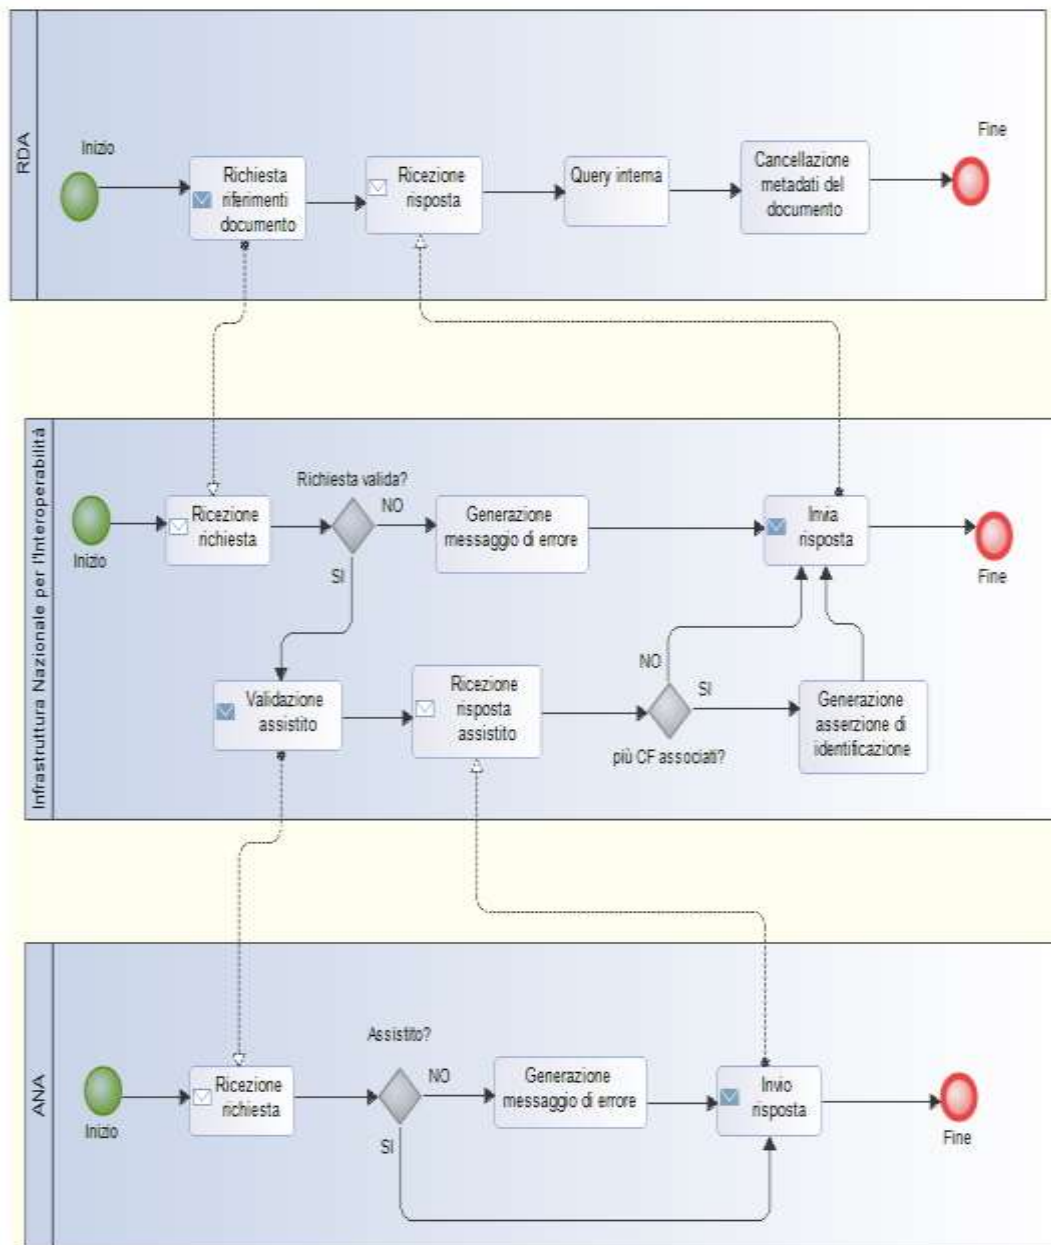 RDA
Inizio
Richiesta
riferimenti
documento
Ricezione
risposta
Query interna
Cancellazione
metadati del
documento
Fine
Infrastruttura Nazionale per l'Interoperabilità
Inizio
Ricezione
richiesta
Richiesta valida?
NO
SI
Generazione
messaggio di errore
Invia
risposta
Fine
Validazione
assistito
Ricezione
risposta
assistito
NO
SI
più CF associati?
Generazione
asserzione di
identificazione
ANA
Inizio
Ricezione
richiesta
Assistito?
NO
SI
Generazione
messaggio di errore
Invio
risposta
Fine